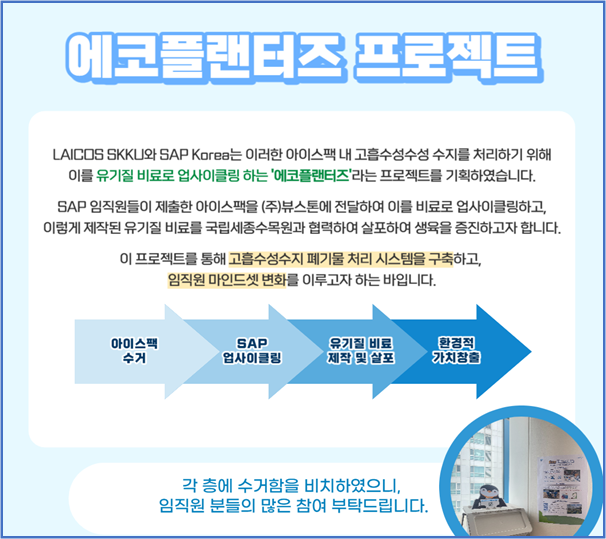 에코플랜터즈 프로젝트
LAICOS SKKU와 SAP Korea는 이러한 아이스팩 내 고흡수성수성 수지를 처리하기 위해
이를 유기질 비료로 업사이클링 하는 '에코플랜터즈'라는 프로젝트를 기획하였습니다.
SAP 임직원들이 제출한 아이스팩을 (주)뷰스톤에 전달하여 이를 비료로 업사이클링하고,
이렇게 제작된 유기질 비료를 국립세종수목원과 협력하여 살포하여 생육을 증진하고자 합니다.
이 프로젝트를 통해 고흡수성수지 폐기물 처리 시스템을 구축하고,
임직원 마인드셋 변화를 이루고자 하는 바입니다.
아이스팩
수거
SAP
업사이클링
유기질 비료
제작 및 살포
환경적
가치창출
각 층에 수거함을 비치하였으니,
임직원 분들의 많은 참여 부탁드립니다.